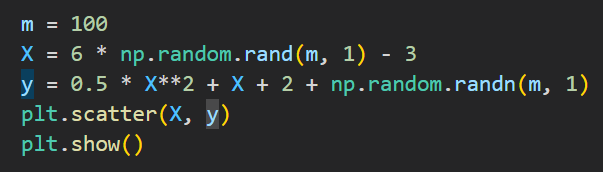 m = 100
X = 6 * np.random.rand(m, 1) - 3
y = 0.5 * X**2 + X + 2 + np.random.randn(m, 1)
plt.scatter(X, y)
plt.show()